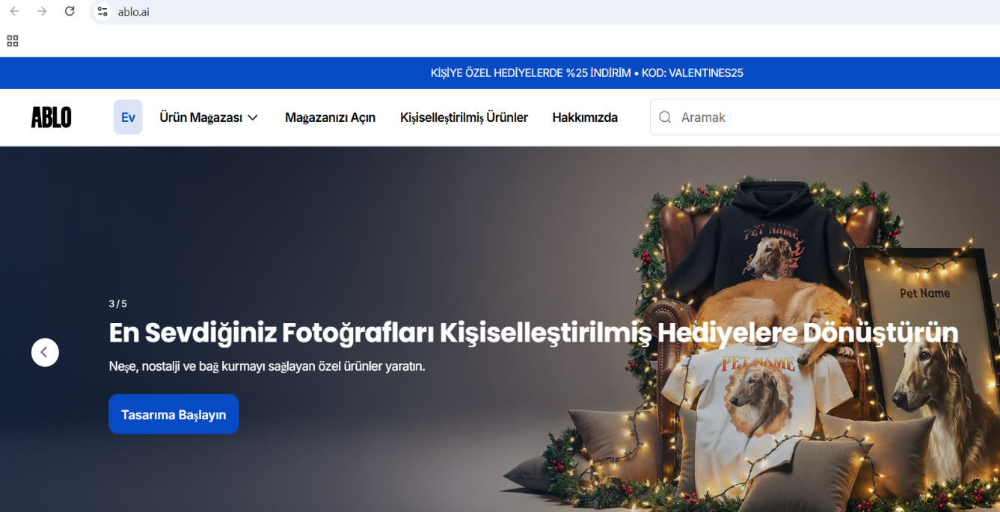 ablo.ai
KİŞİYE ÖZEL HEDİYELERDE %25 İNDİRİM • KOD: VALENTINES25
ABLO
Ev
Ürün Mağazası
Mağazanızı Açın
Kişiselleştirilmiş Ürünler
Hakkımızda
Aramak
PET NAME
Pet Name
3 / 5
En Sevdiğiniz Fotoğrafları Kişiselleştirilmiş Hediyelere Dönüştürün
Neşe, nostalji ve bağ kurmayı sağlayan özel ürünler yaratın.
PET NAME
Tasarıma Başlayın